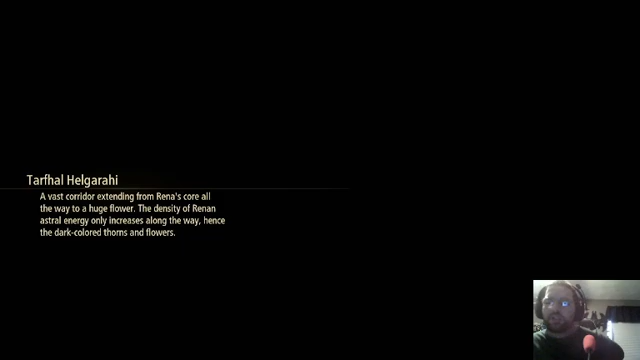 Tarfhal Helgarahi
A vast corridor extending from Rena's core all
the way to a huge flower. The density of Renan
astral energy only increases along the way, hence
the dark-colored thorns and flowers.